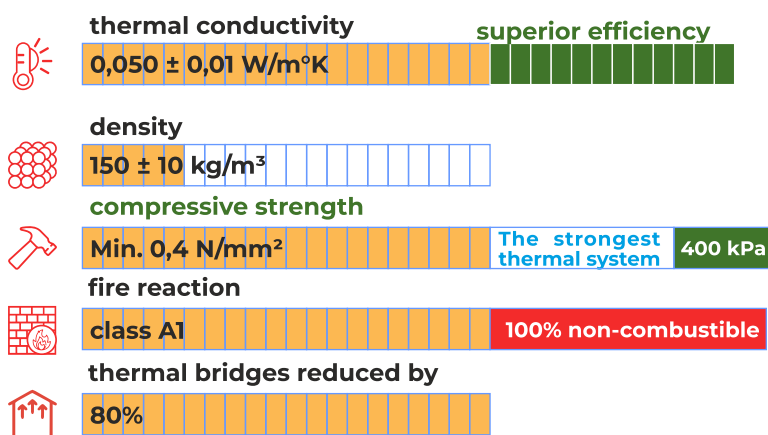 thermal conductivity
superior efficiency
0,050 ± 0,01 W/m°K
density
150 ± 10 kg/m³
compressive strength
Min. 0,4 N/mm²
The strongest
thermal system
400 kPa
fire reaction
class A1
100% non-combustible
thermal bridges reduced by
80%